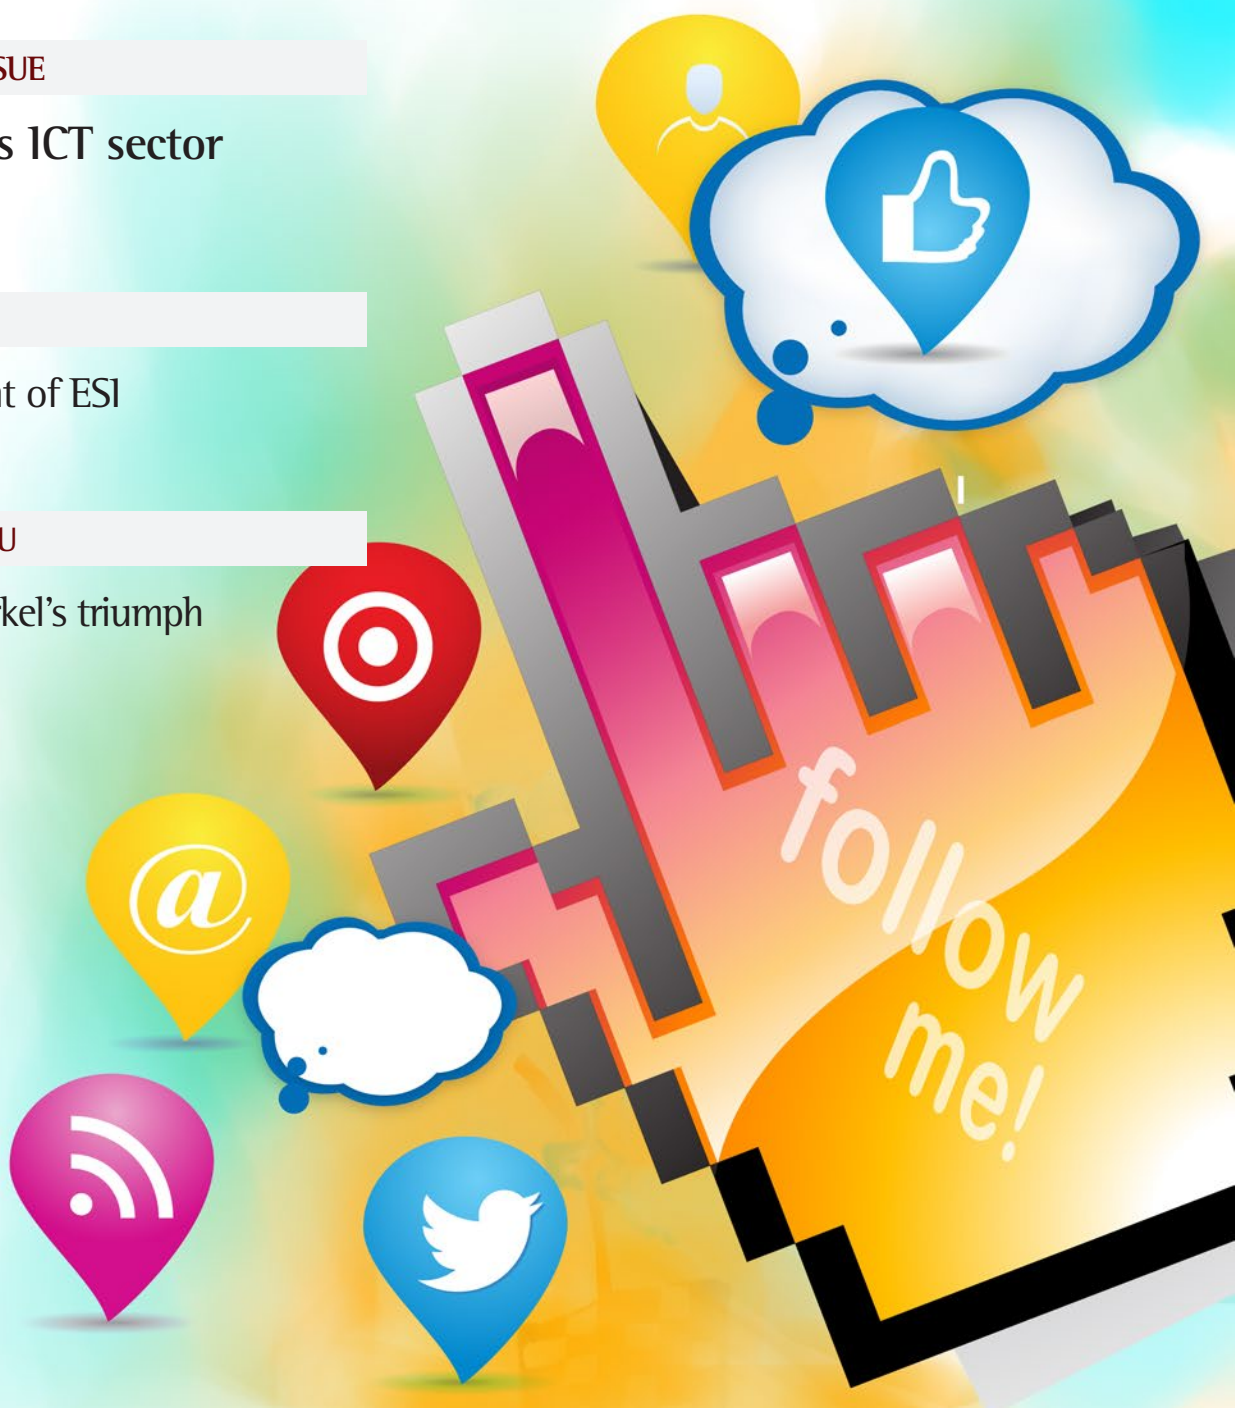 SUE
s ICT sector
t of ESI
U
kel's triumph
@
follow
me!